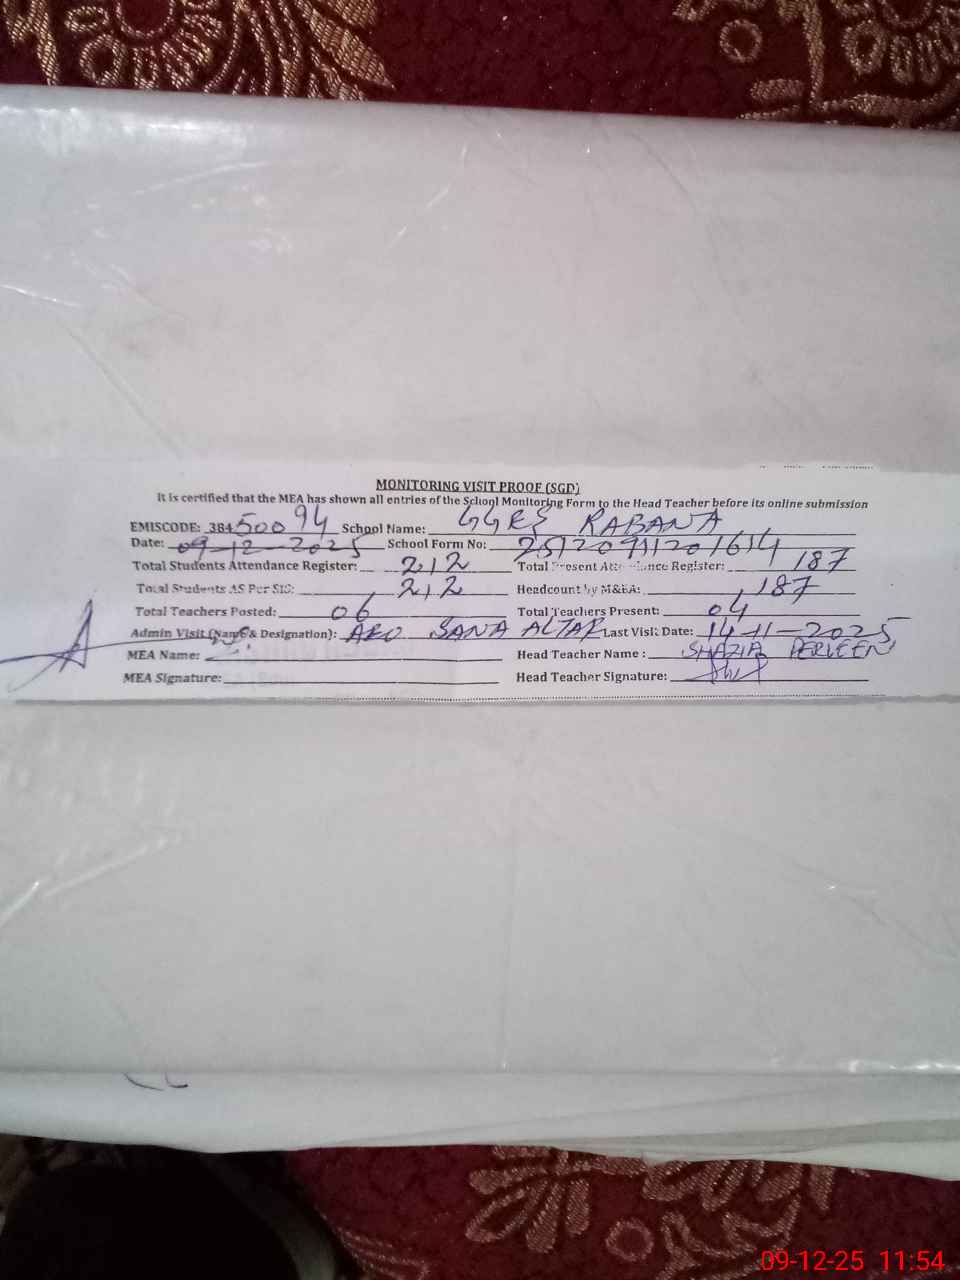 MONITORING VISIT PROOF (SGD)
It is certified that the MEA has shown all entries of the School Monitoring Form to the Head Teacher before its online submission
EMISCODE: 38450094 School Name: GGES RABANA
Date: 09-12-2025 School Form No:
Total Students Attendance Register: 212 Total Present Attendance Register: 187
Total Students AS Per SIS: 212 Headcount by M&EA: 187
Total Teachers Posted: 06 Total Teachers Present: 04
Admin Visit (Name & Designation): SANA ALTAF Last Visit Date: 14-11-2025
MEA Name: Head Teacher Name: SHAZIA PERVEEN
MEA Signature: Head Teacher Signature:
09-12-25 11:54